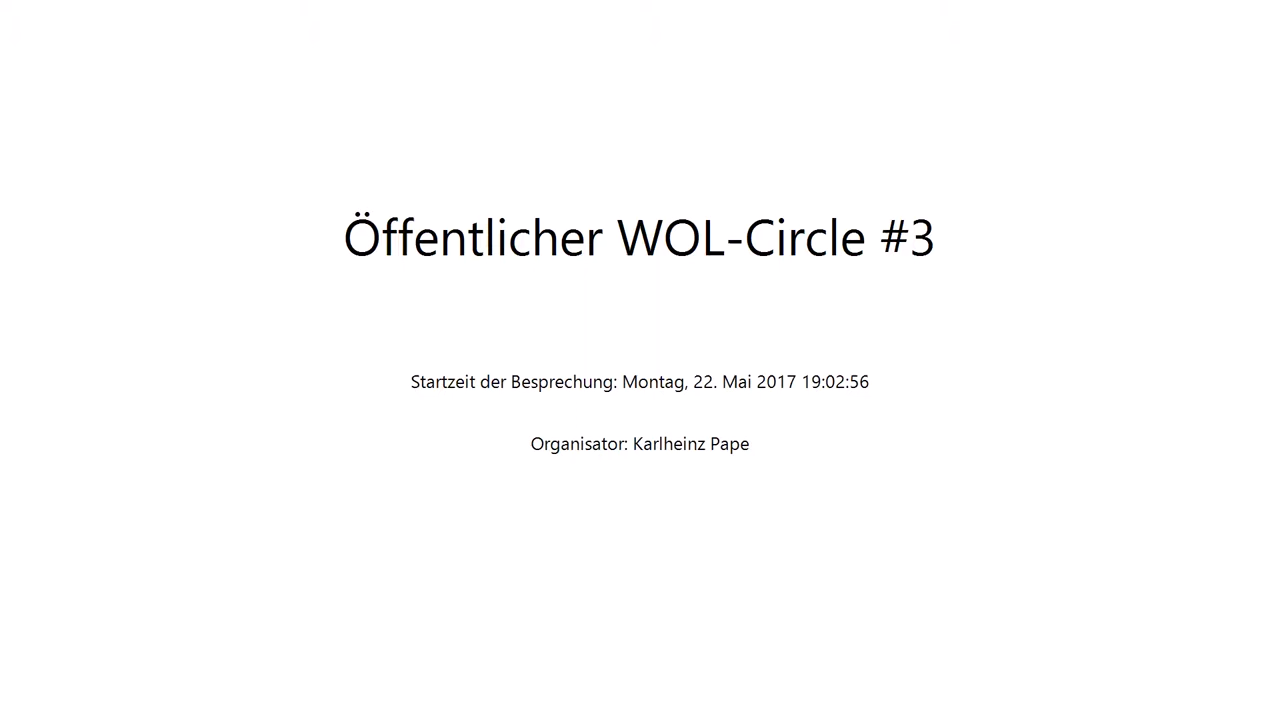 Öffentlicher WOL-Circle #3
Startzeit der Besprechung: Montag, 22. Mai 2017 19:02:56
Organisator: Karlheinz Pape